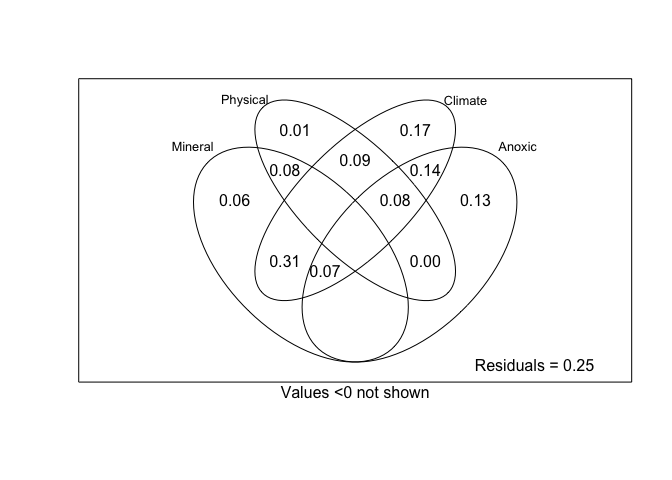 Physical Climate
Mineral Anoxic
0.01 0.17
0.09
0.08 0.14
0.06 0.08 0.13
0.31 0.00
0.07
Residuals = 0.25
Values <0 not shown